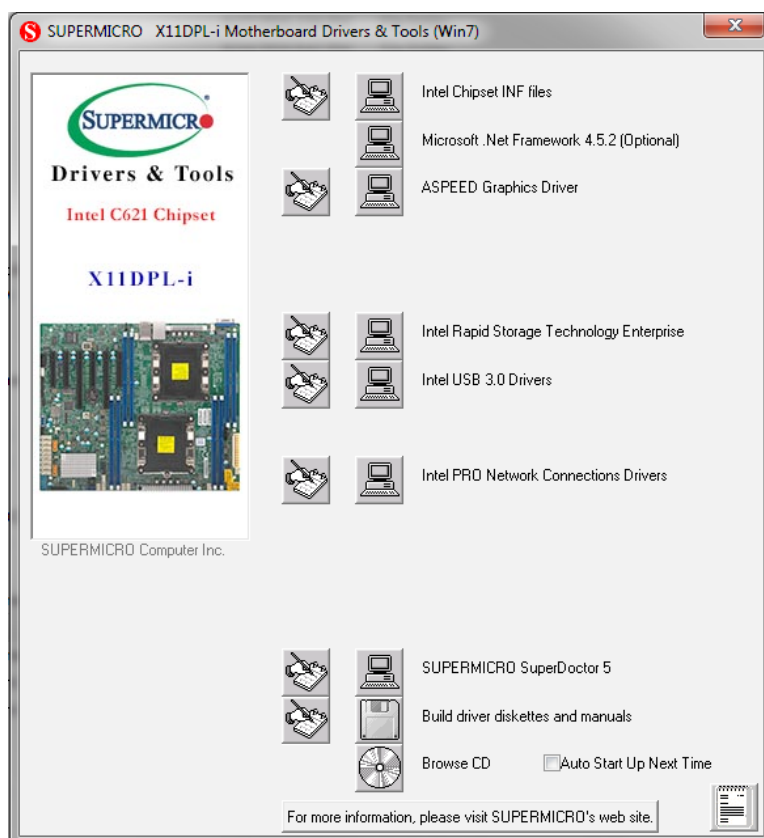 SUPERMICRO X11DPL-i Motherboard Drivers & Tools (Win7)
SUPERMICRO
Drivers & Tools
Intel C621 Chipset
X11DPL-i
SUPERMICRO Computer Inc.
Intel Chipset INF files
Microsoft .Net Framework 4.5.2 (Optional)
ASPEED Graphics Driver
Intel Rapid Storage Technology Enterprise
Intel USB 3.0 Drivers
Intel PRO Network Connections Drivers
SUPERMICRO SuperDoctor 5
Build driver diskettes and manuals
Browse CD
Auto Start Up Next Time
For more information, please visit SUPERMICRO's web site.